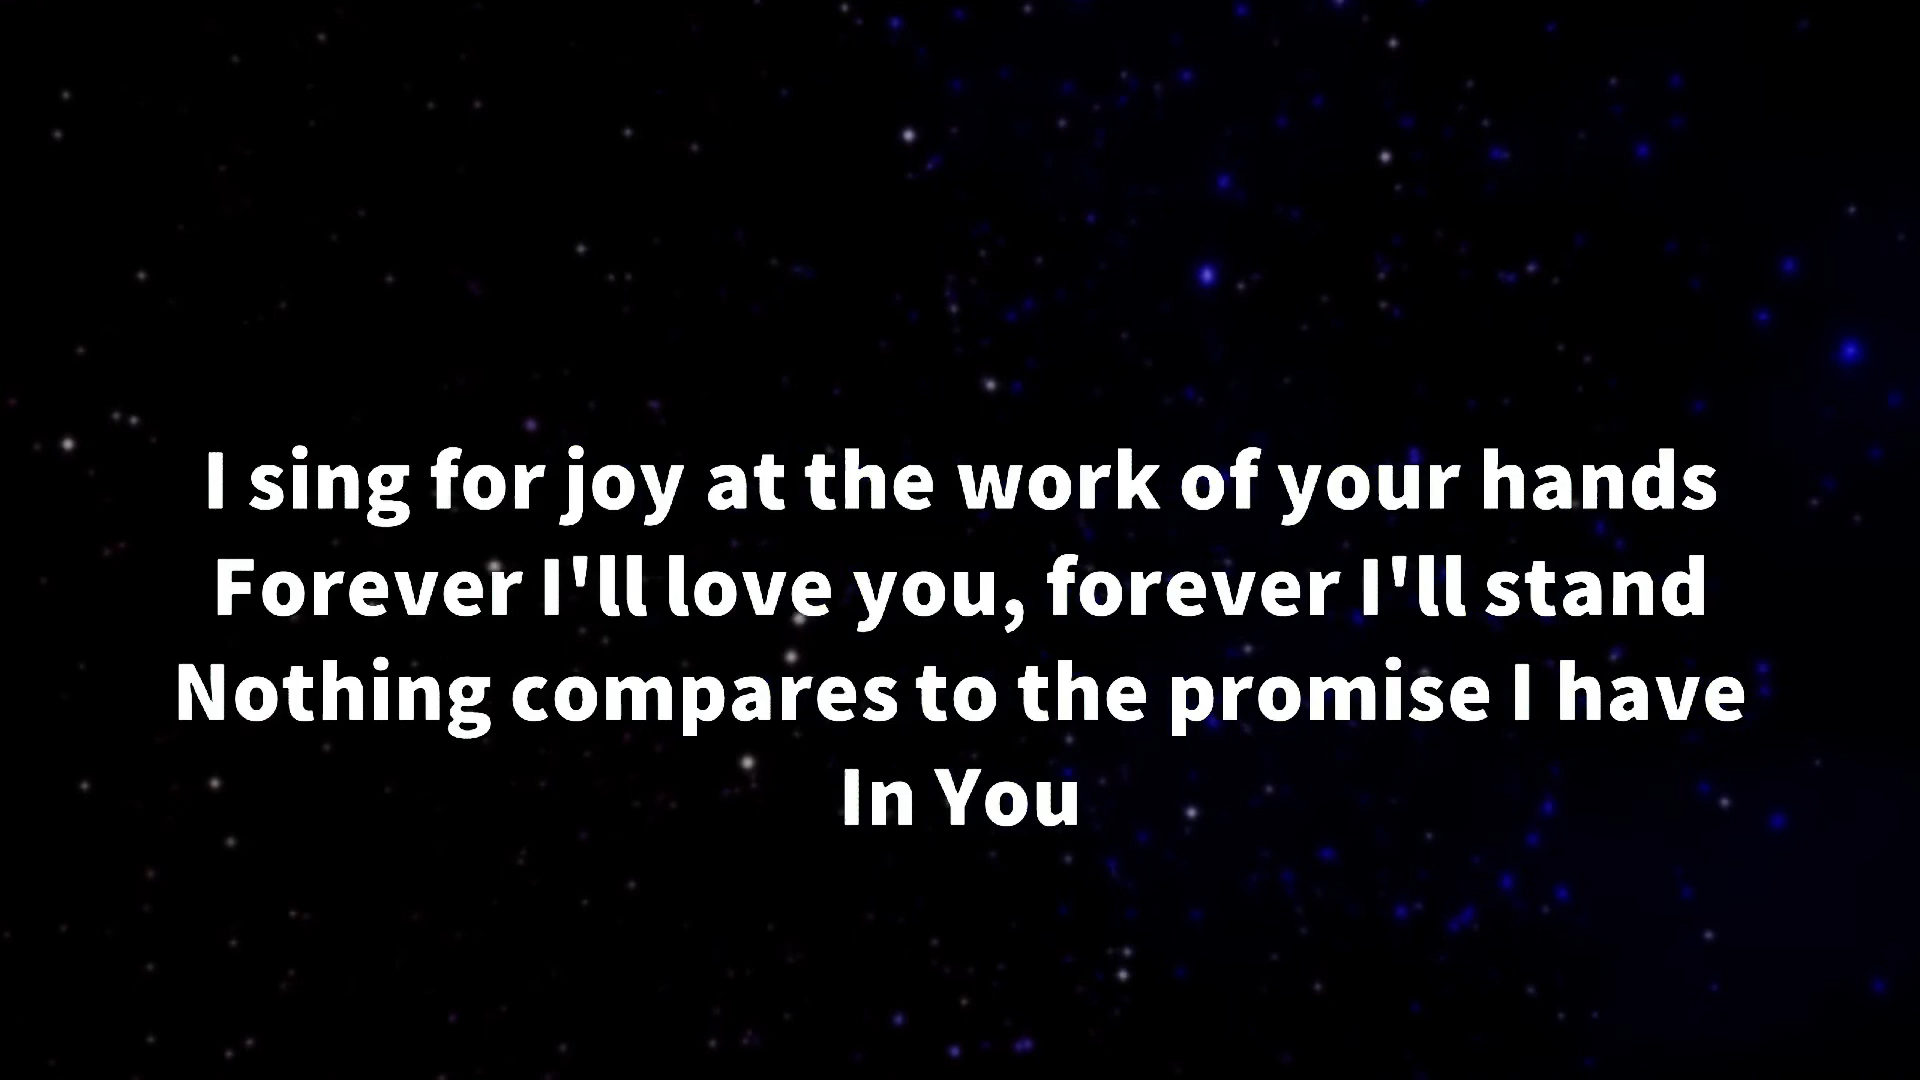 I sing for joy at the work of your hands
Forever I'll love you, forever I'll stand
Nothing compares to the promise I have
In You